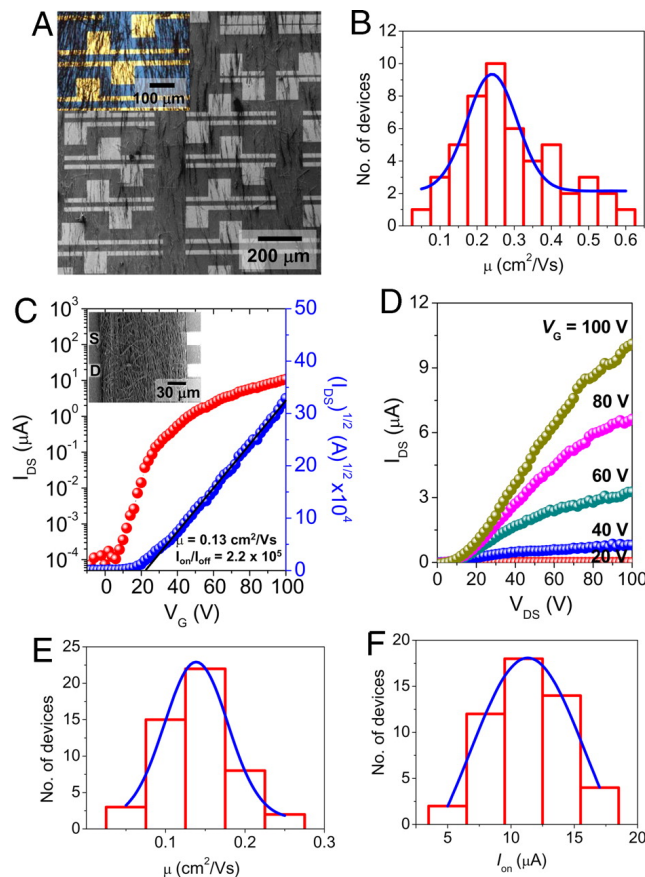 A
100 μm
200 μm
B
No. of devices
12
10
8
6
4
2
0
0.1 0.2 0.3 0.4 0.5 0.6
μ (cm²/Vs)
C
I_DS (μA)
10³
10²
10¹
10⁰
10⁻¹
10⁻²
10⁻³
10⁻⁴
S
D
30 μm
μ = 0.13 cm²/Vs
I_on/I_off = 2.2 x 10⁵
0 20 40 60 80 100
V_G (V)
50
40
30
20
10
0
(I_DS)^1/2 (A)^1/2 x10⁴
D
I_DS (μA)
12
9
6
3
0
V_G = 100 V
80 V
60 V
40 V
20 V
0 20 40 60 80 100
V_DS (V)
E
No. of devices
25
20
15
10
5
0
0.1 0.2 0.3
μ (cm²/Vs)
F
No. of devices
20
15
10
5
0
5 10 15 20
I_on (μA)